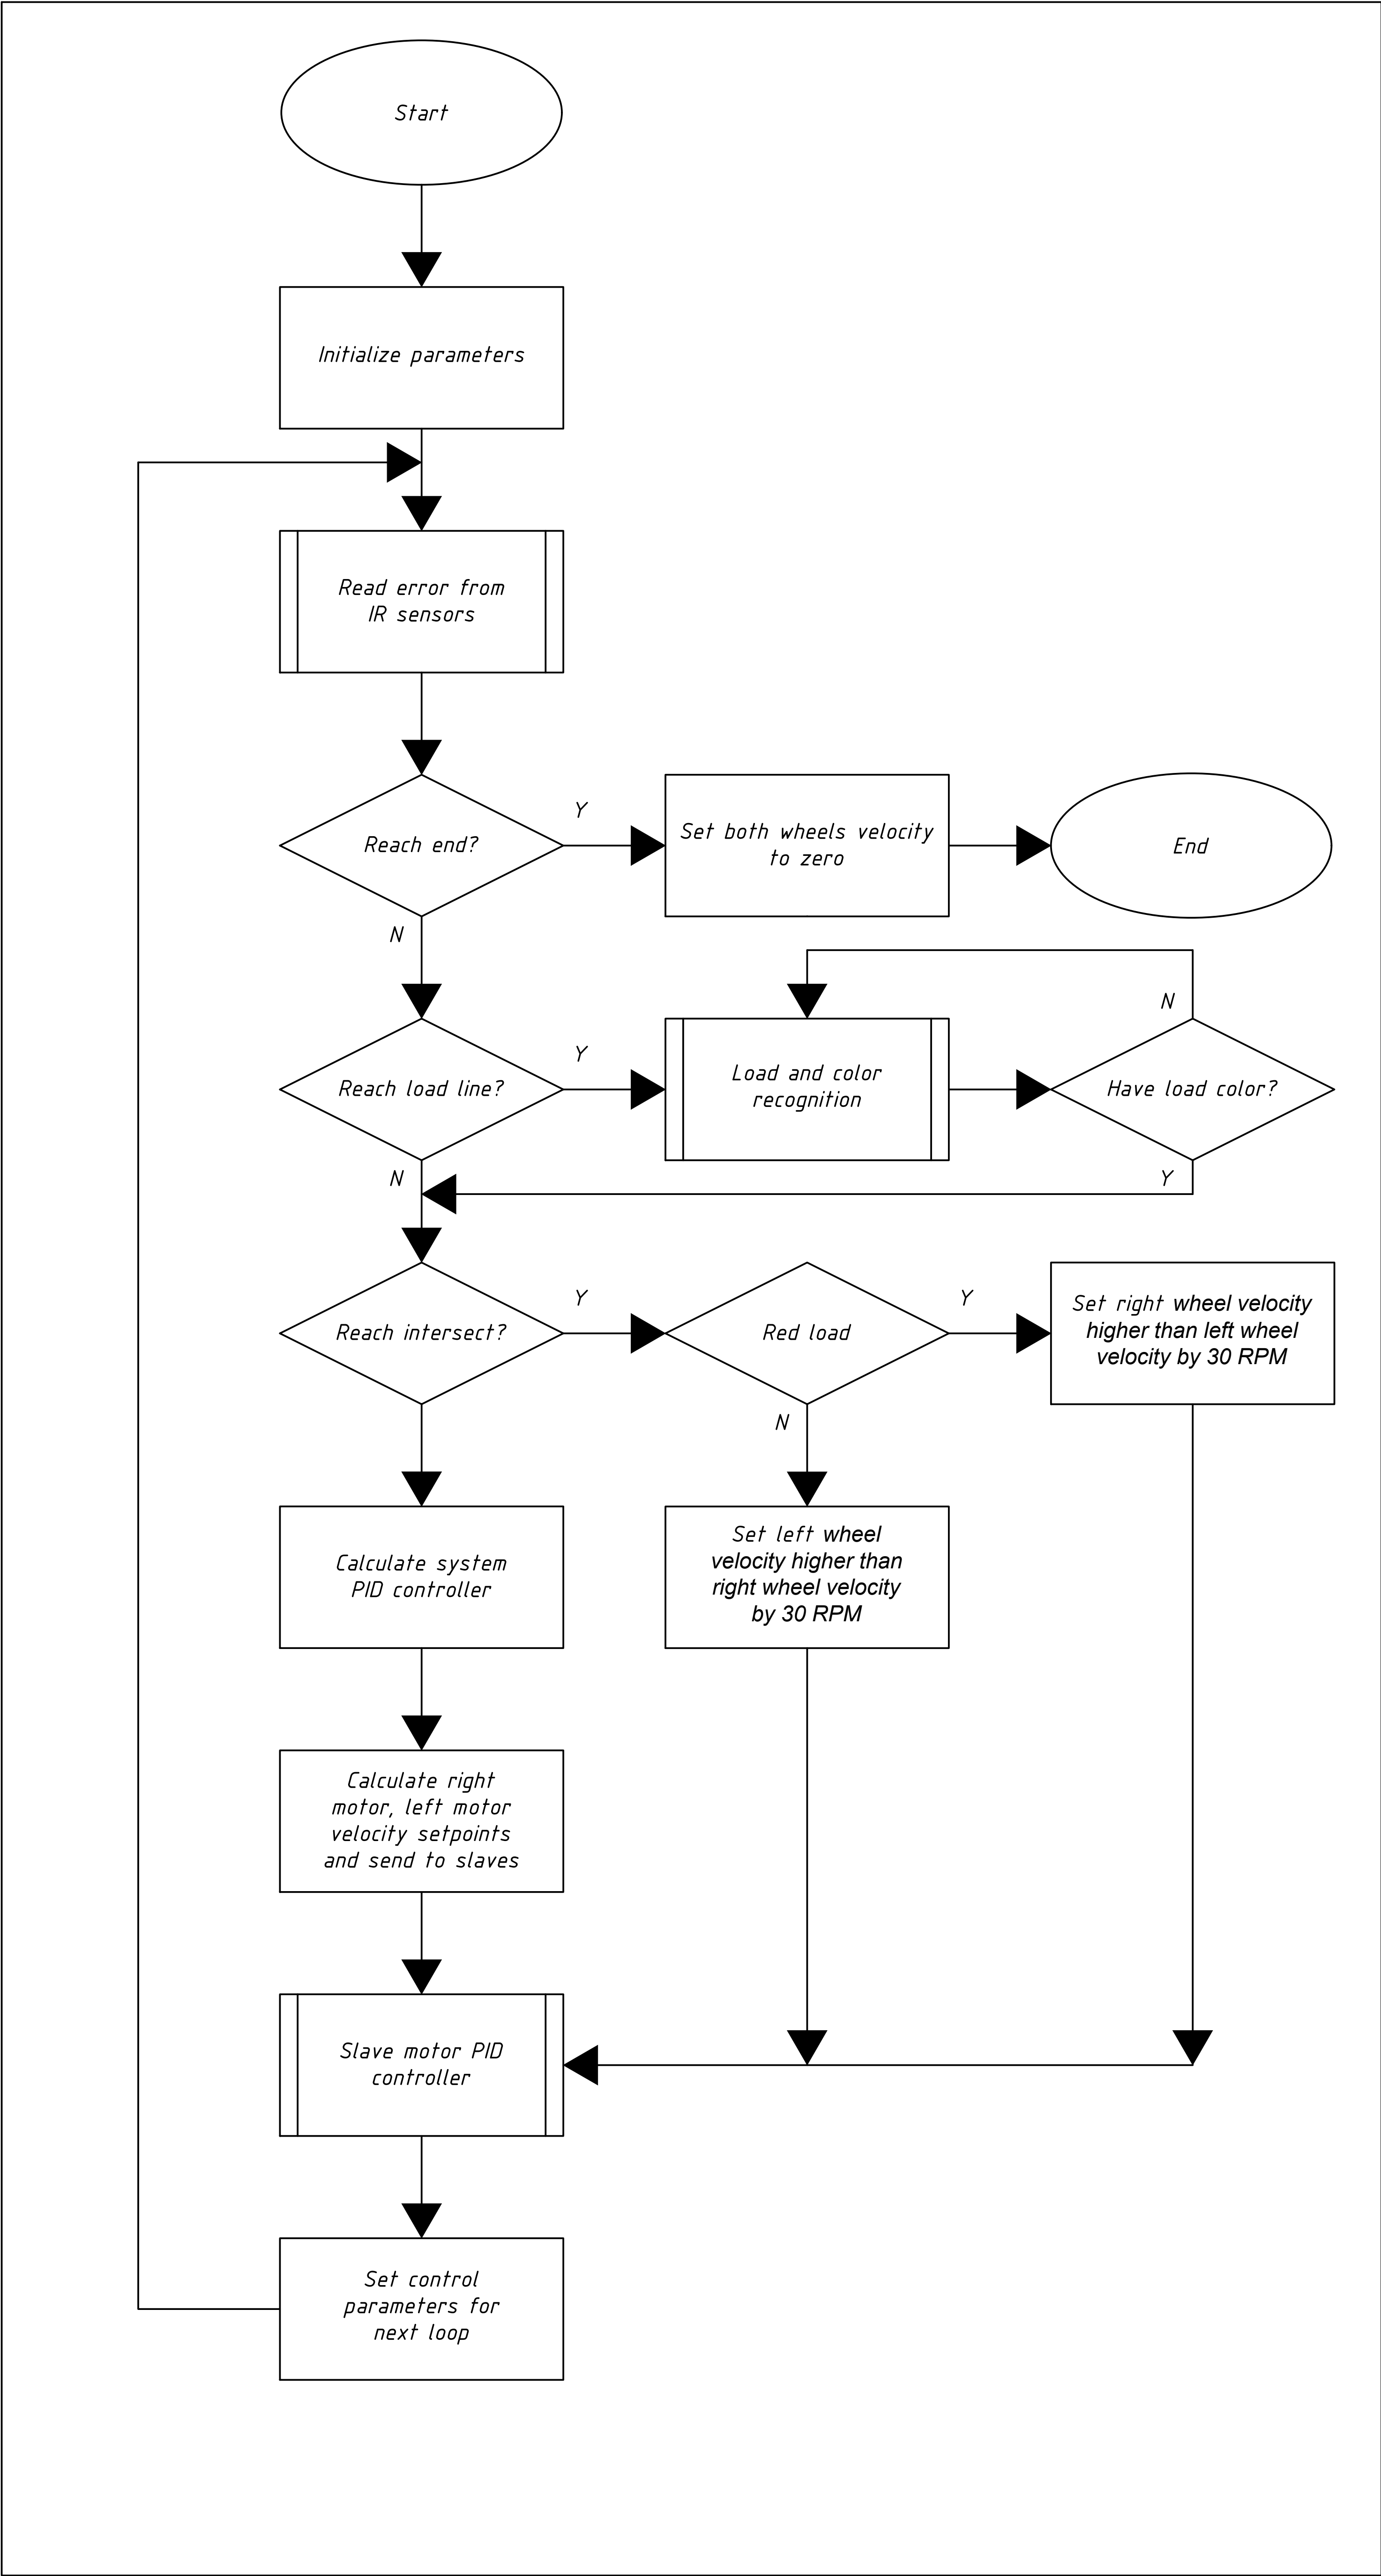 Start
Initialize parameters
Read error from
IR sensors
Reach end?
Y
Set both wheels velocity
to zero
End
N
Reach load line?
Y
Load and color
recognition
Have load color?
N
Y
N
Reach intersect?
Y
Red load
Y
Set right wheel velocity
higher than left wheel
velocity by 30 RPM
N
Calculate system
PID controller
Set left wheel
velocity higher than
right wheel velocity
by 30 RPM
Calculate right
motor, left motor
velocity setpoints
and send to slaves
Slave motor PID
controller
Set control
parameters for
next loop